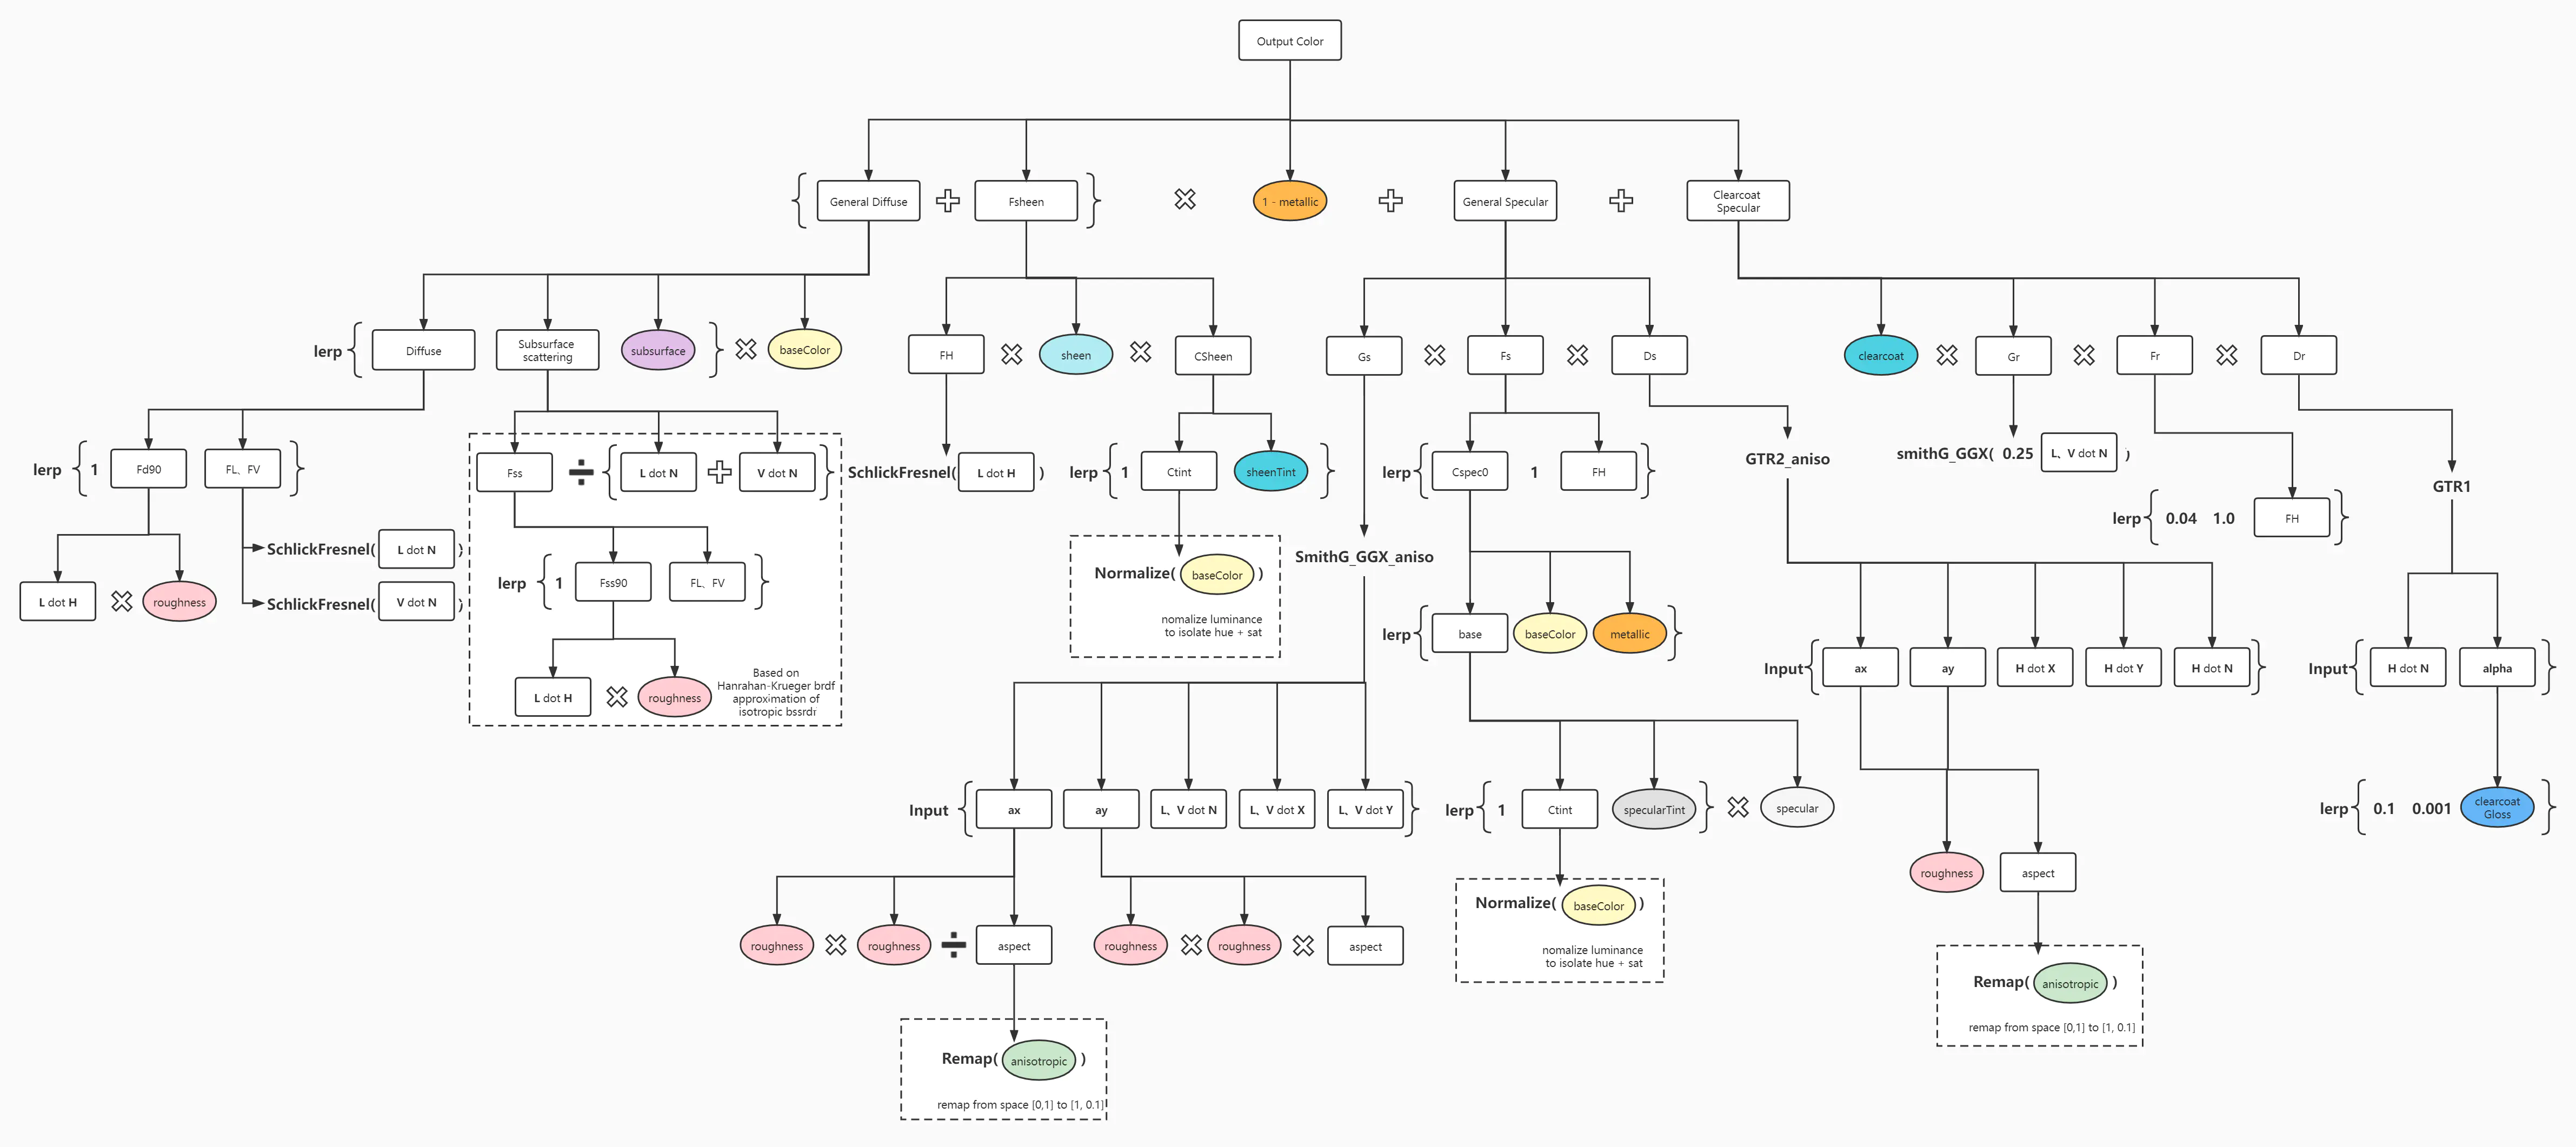 Output Color
General Diffuse
Fsheen
1 - metallic
General Specular
Clearcoat
Specular
lerp
Diffuse
Subsurface
scattering
subsurface
baseColor
FH
sheen
CSheen
Gs
Fs
Ds
clearcoat
Gr
Fr
Dr
lerp
1
Fd90
FL、FV
Fss
L dot N
V dot N
SchlickFresnel(
L dot H
)
lerp
1
Ctint
sheenTint
lerp
Cspec0
1
FH
GTR2_aniso
smithG_GGX( 0.25
L、V dot N
)
GTR1
lerp
0.04
1.0
FH
SchlickFresnel(
L dot N
)
SchlickFresnel(
V dot N
)
L dot H
roughness
lerp
1
Fss90
FL、FV
L dot H
roughness
Based on
Hanrahan-Krueger brdf
approximation of
isotropic bssrdf
Normalize(
baseColor
)
nomalize luminance
to isolate hue + sat
SmithG_GGX_aniso
lerp
base
baseColor
metallic
Input
ax
ay
H dot X
H dot Y
H dot N
Input
H dot N
alpha
Input
ax
ay
L、V dot N
L、V dot X
L、V dot Y
lerp
1
Ctint
specularTint
specular
lerp
0.1
0.001
clearcoat
Gloss
roughness
aspect
roughness
roughness
aspect
roughness
roughness
aspect
Normalize(
baseColor
)
nomalize luminance
to isolate hue + sat
Remap(
anisotropic
)
remap from space [0,1] to [1, 0.1]
Remap(
anisotropic
)
remap from space [0,1] to [1, 0.1]